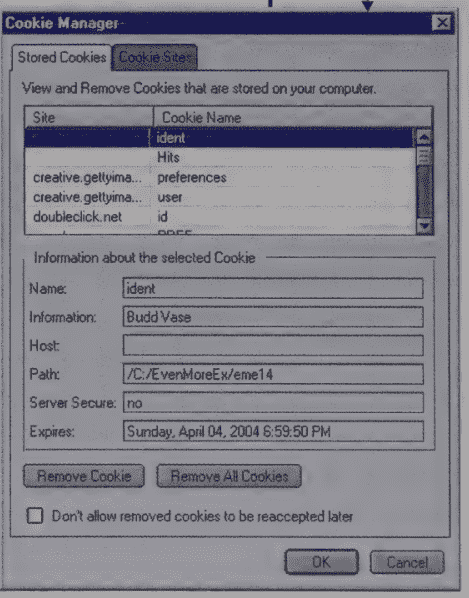 Cookie Manager
Stored Cookies Cookie Sites
View and Remove Cookies that are stored on your computer.
Site Cookie Name
ident
Hits
creative.gettyima... preferences
creative.gettyima... user
doubleclick.net id
Information about the selected Cookie
Name: ident
Information: Budd Vase
Host:
Path: /C:/EvenMoreEx/eme14
Server Secure: no
Expires: Sunday, April 04, 2004 6:59:50 PM
Remove Cookie Remove All Cookies
Don't allow removed cookies to be reaccepted later
OK Cancel